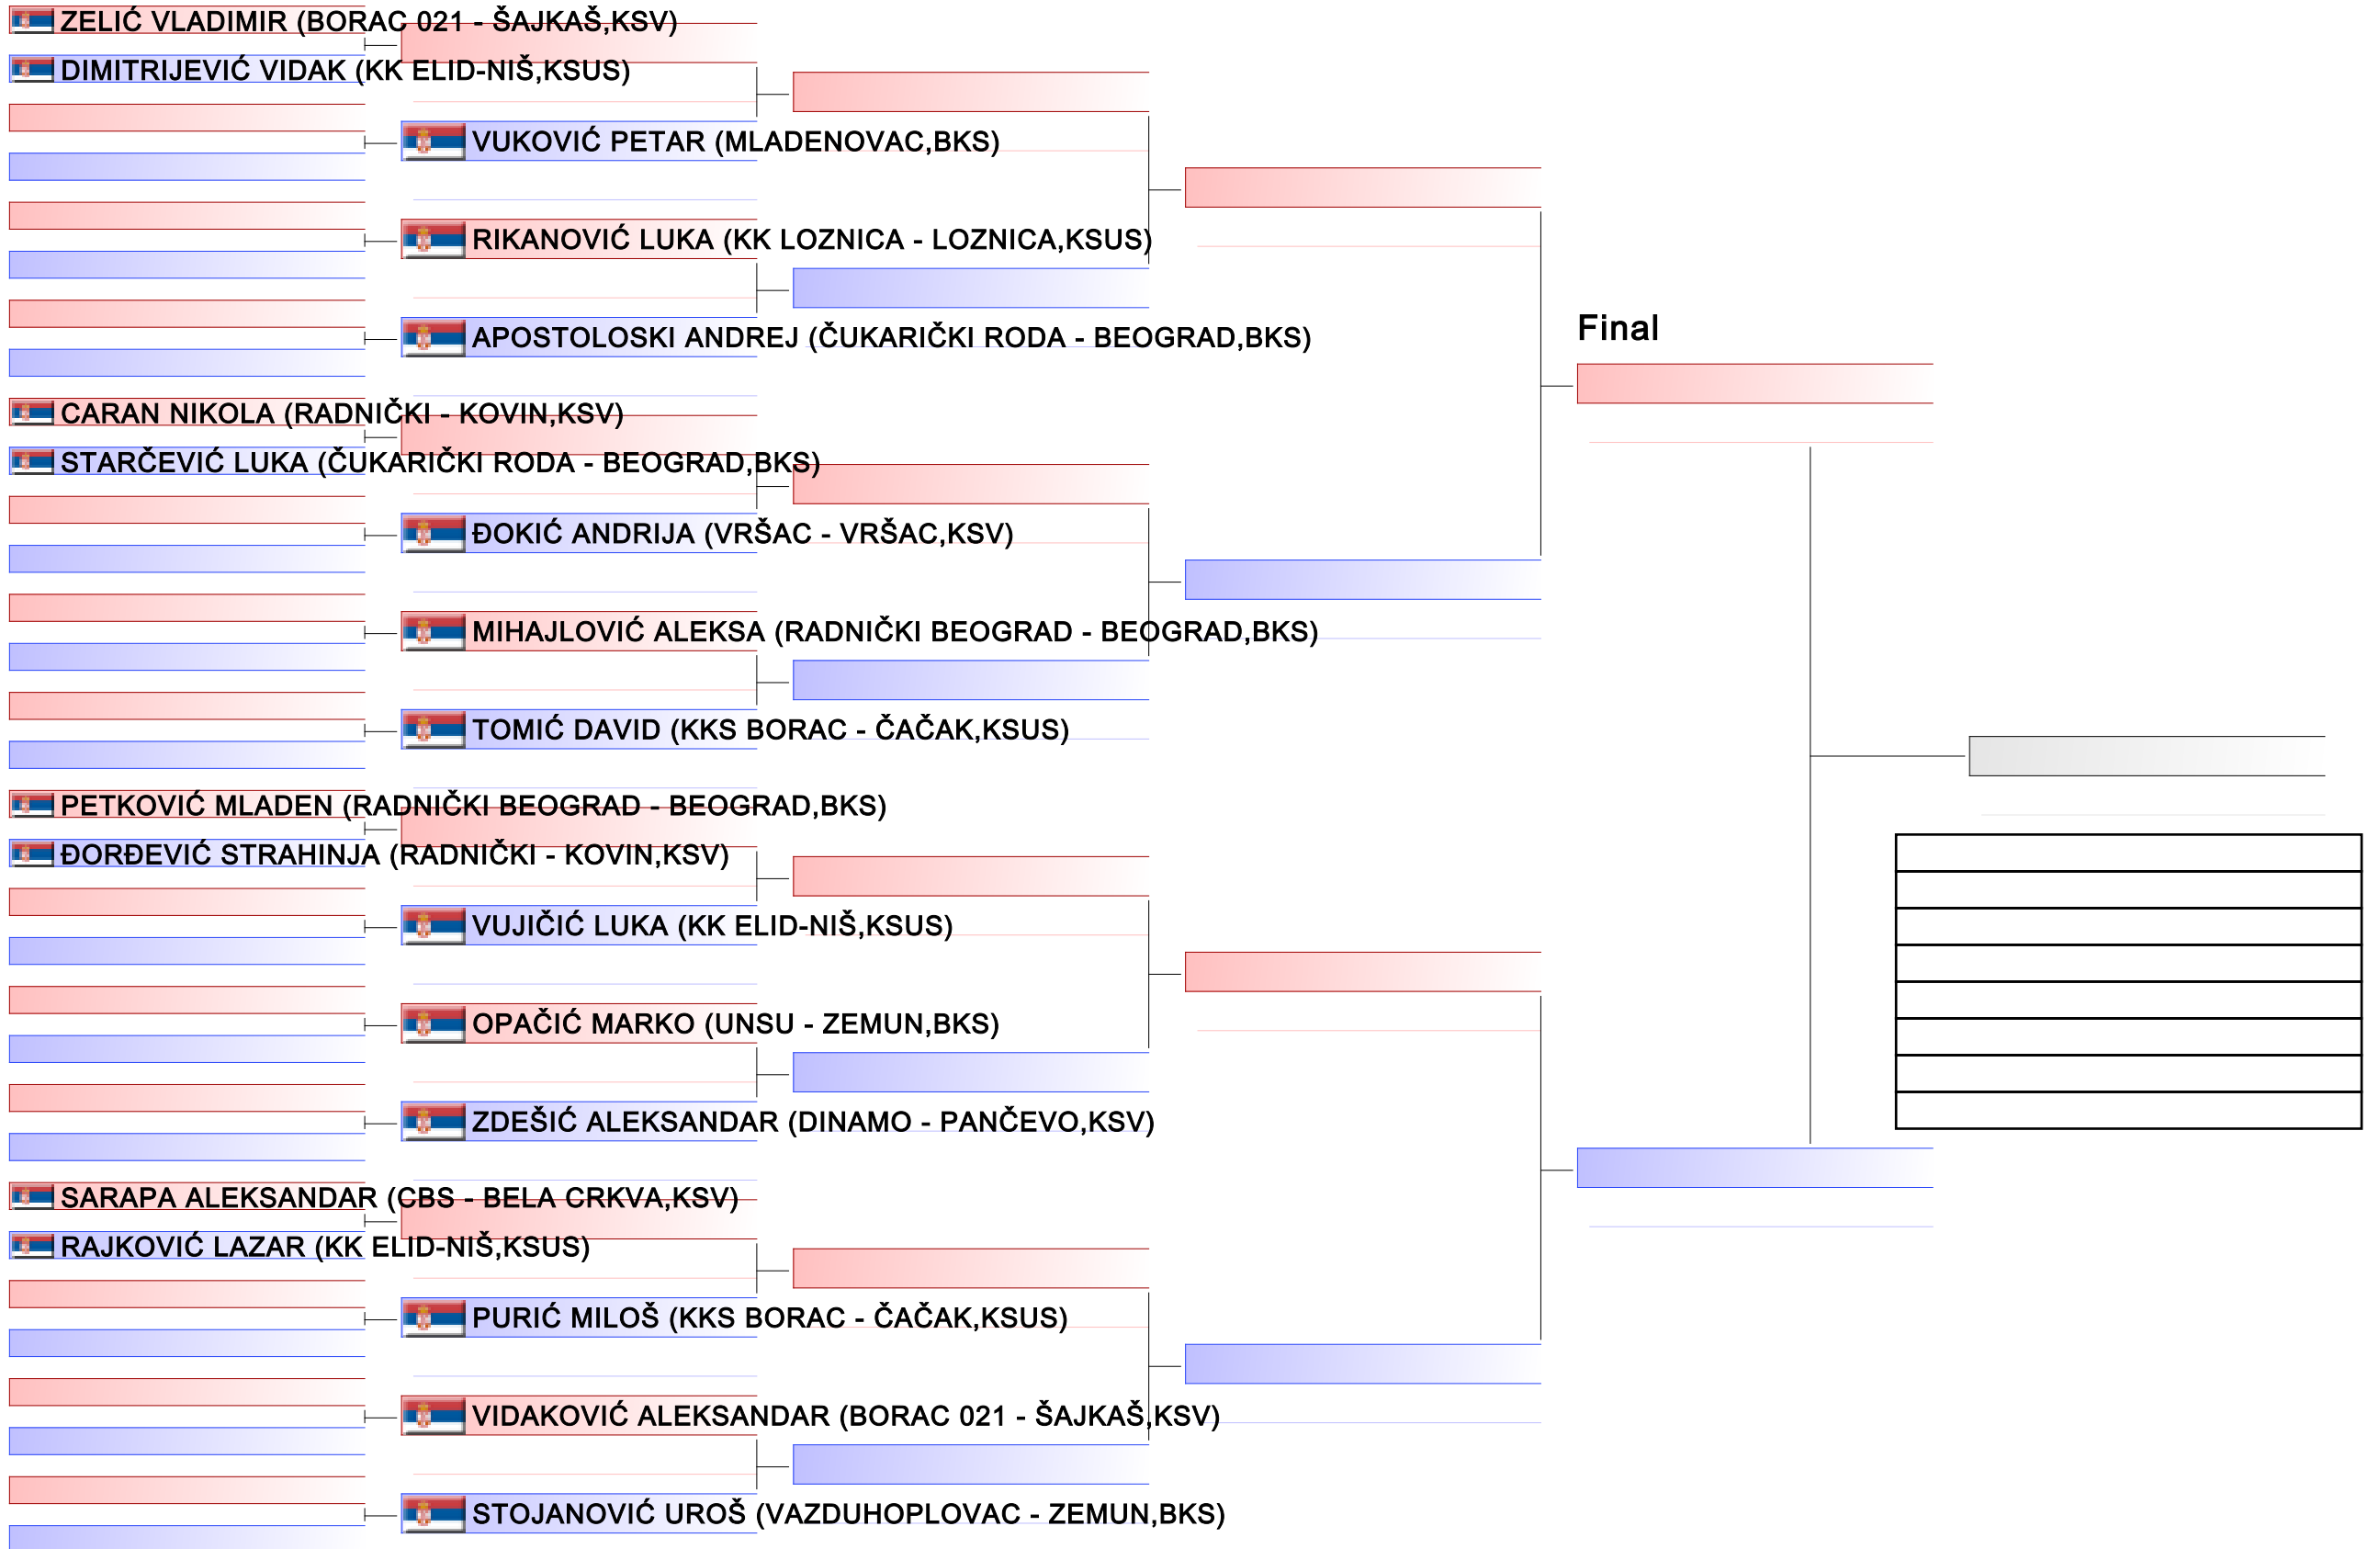 ZELIĆ VLADIMIR (BORAC 021 - ŠAJKAŠ,KSV)
DIMITRIJEVIĆ VIDAK (KK ELID-NIŠ,KSUS)
VUKOVIĆ PETAR (MLADENOVAC,BKS)
RIKANOVIĆ LUKA (KK LOZNICA - LOZNICA,KSUS)
APOSTOLOSKI ANDREJ (ČUKARIČKI RODA - BEOGRAD,BKS)
CARAN NIKOLA (RADNIČKI - KOVIN,KSV)
STARČEVIĆ LUKA (ČUKARIČKI RODA - BEOGRAD,BKS)
ĐOKIĆ ANDRIJA (VRŠAC - VRŠAC,KSV)
MIHAJLOVIĆ ALEKSA (RADNIČKI BEOGRAD - BEOGRAD,BKS)
TOMIĆ DAVID (KKS BORAC - ČAČAK,KSUS)
PETKOVIĆ MLADEN (RADNIČKI BEOGRAD - BEOGRAD,BKS)
ĐORĐEVIĆ STRAHINJA (RADNIČKI - KOVIN,KSV)
VUJIČIĆ LUKA (KK ELID-NIŠ,KSUS)
OPAČIĆ MARKO (UNSU - ZEMUN,BKS)
ZDEŠIĆ ALEKSANDAR (DINAMO - PANČEVO,KSV)
SARAPA ALEKSANDAR (CBS - BELA CRKVA,KSV)
RAJKOVIĆ LAZAR (KK ELID-NIŠ,KSUS)
PURIĆ MILOŠ (KKS BORAC - ČAČAK,KSUS)
VIDAKOVIĆ ALEKSANDAR (BORAC 021 - ŠAJKAŠ,KSV)
STOJANOVIĆ UROŠ (VAZDUHOPLOVAC - ZEMUN,BKS)
Final